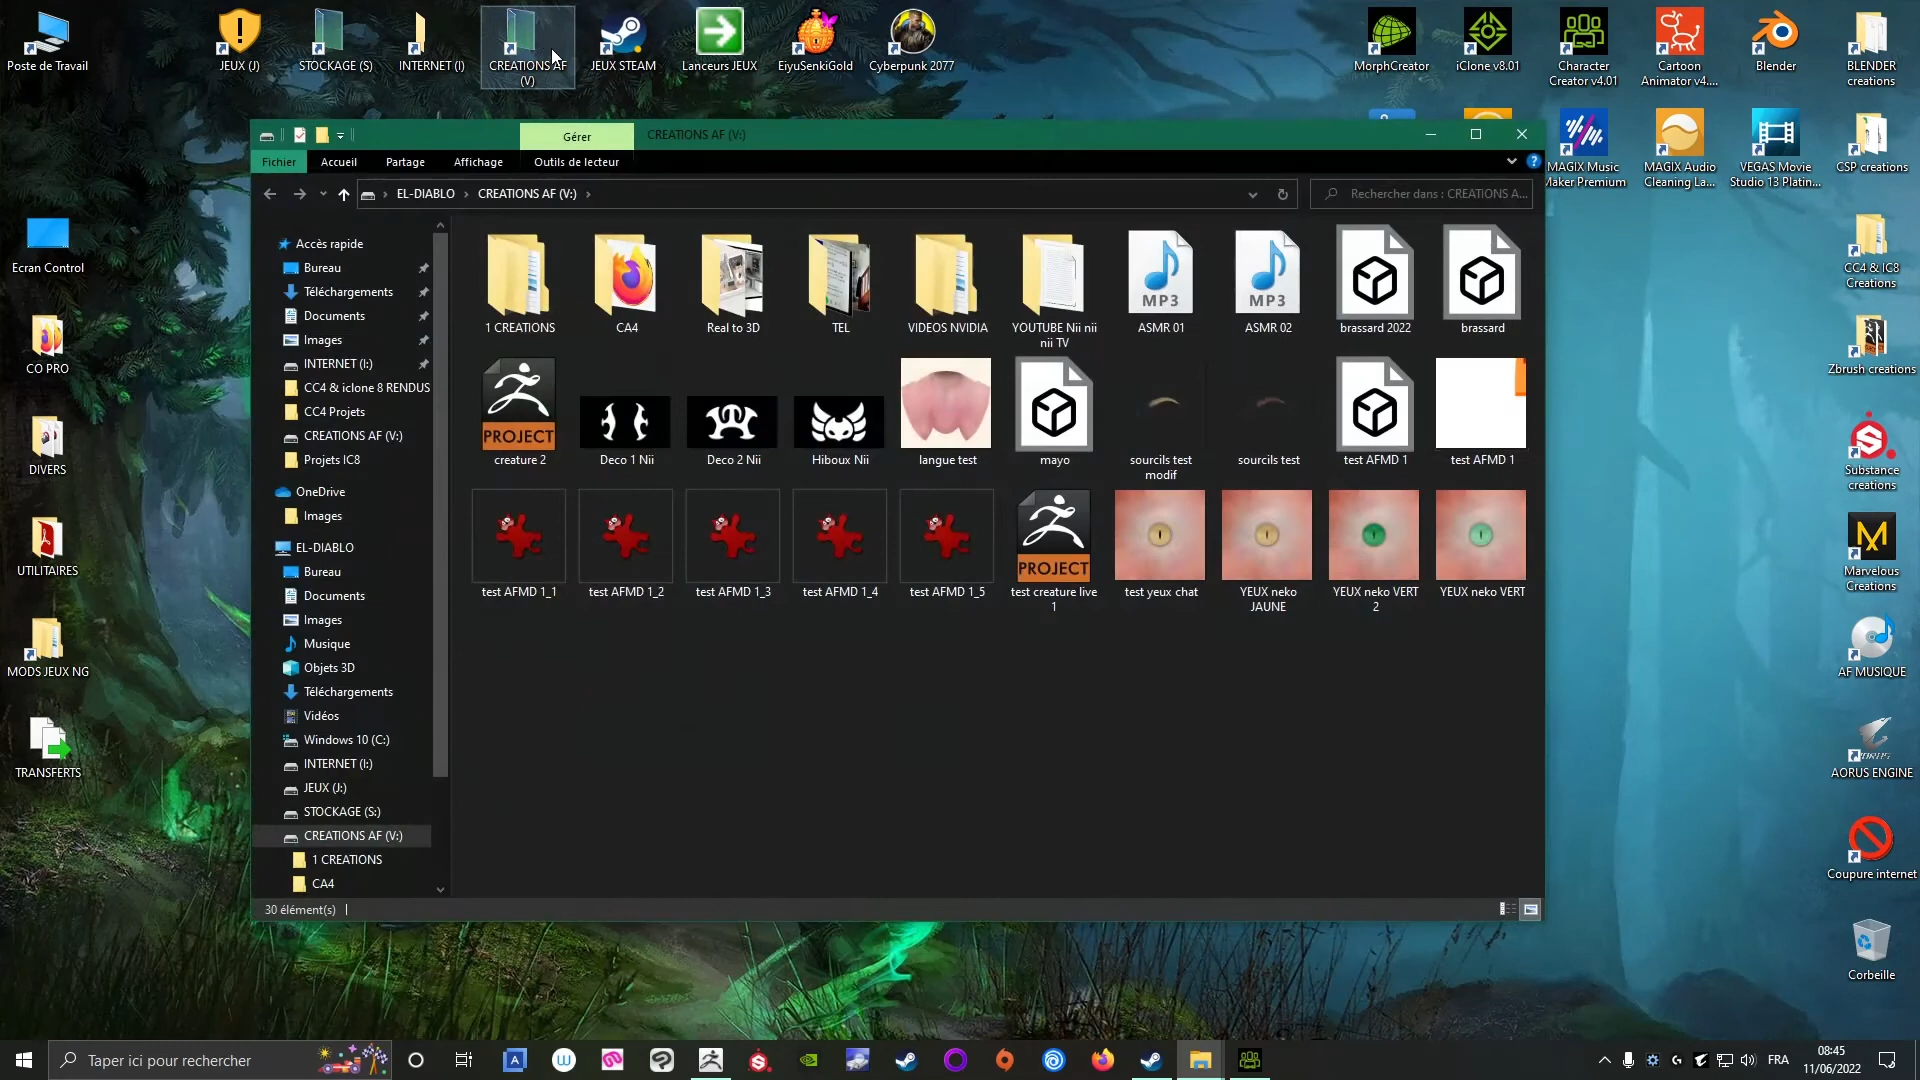 Poste de Travail
JEUX (J)
STOCKAGE (S)
INTERNET (I)
CREATIONS AF
(V)
JEUX STEAM
Lanceurs JEUX
EiyuSenkiGold
Cyberpunk 2077
MorphCreator
iClone v8.01
Character
Creator v4.01
Cartoon
Animator v4....
Blender
BLENDER
creations
MAGIX Music
Maker Premium
MAGIX Audio
Cleaning La...
VEGAS Movie
Studio 13 Platin...
CSP creations
Gérer
CREATIONS AF (V:)
Fichier
Accueil
Partage
Affichage
Outils de lecteur
EL-DIABLO
CREATIONS AF (V:)
Rechercher dans : CREATIONS A...
Accès rapide
Bureau
Téléchargements
Documents
Images
INTERNET (I:)
CC4 & iclone 8 RENDUS
CC4 Projets
CREATIONS AF (V:)
Projets IC8
OneDrive
Images
EL-DIABLO
Bureau
Documents
Images
Musique
Objets 3D
Téléchargements
Vidéos
Windows 10 (C:)
INTERNET (I:)
JEUX (J:)
STOCKAGE (S:)
CREATIONS AF (V:)
1 CREATIONS
CA4
1 CREATIONS
CA4
Real to 3D
TEL
VIDEOS NVIDIA
YOUTUBE Nii nii
nii TV
MP3
ASMR 01
MP3
ASMR 02
brassard 2022
brassard
PROJECT
creature 2
Deco 1 Nii
Deco 2 Nii
Hiboux Nii
langue test
mayo
sourcils test
modif
sourcils test
test AFMD 1
test AFMD 1
test AFMD 1_1
test AFMD 1_2
test AFMD 1_3
test AFMD 1_4
test AFMD 1_5
PROJECT
test creature live
1
test yeux chat
YEUX neko
JAUNE
YEUX neko VERT
2
YEUX neko VERT
30 élément(s)
Ecran Control
CO PRO
DIVERS
UTILITAIRES
MODS JEUX NG
TRANSFERTS
CC4 & IC8
Creations
Zbrush creations
Substance
creations
Marvelous
Creations
AF MUSIQUE
AORUS ENGINE
Coupure internet
Corbeille
Taper ici pour rechercher
FRA
08:45
11/06/2022